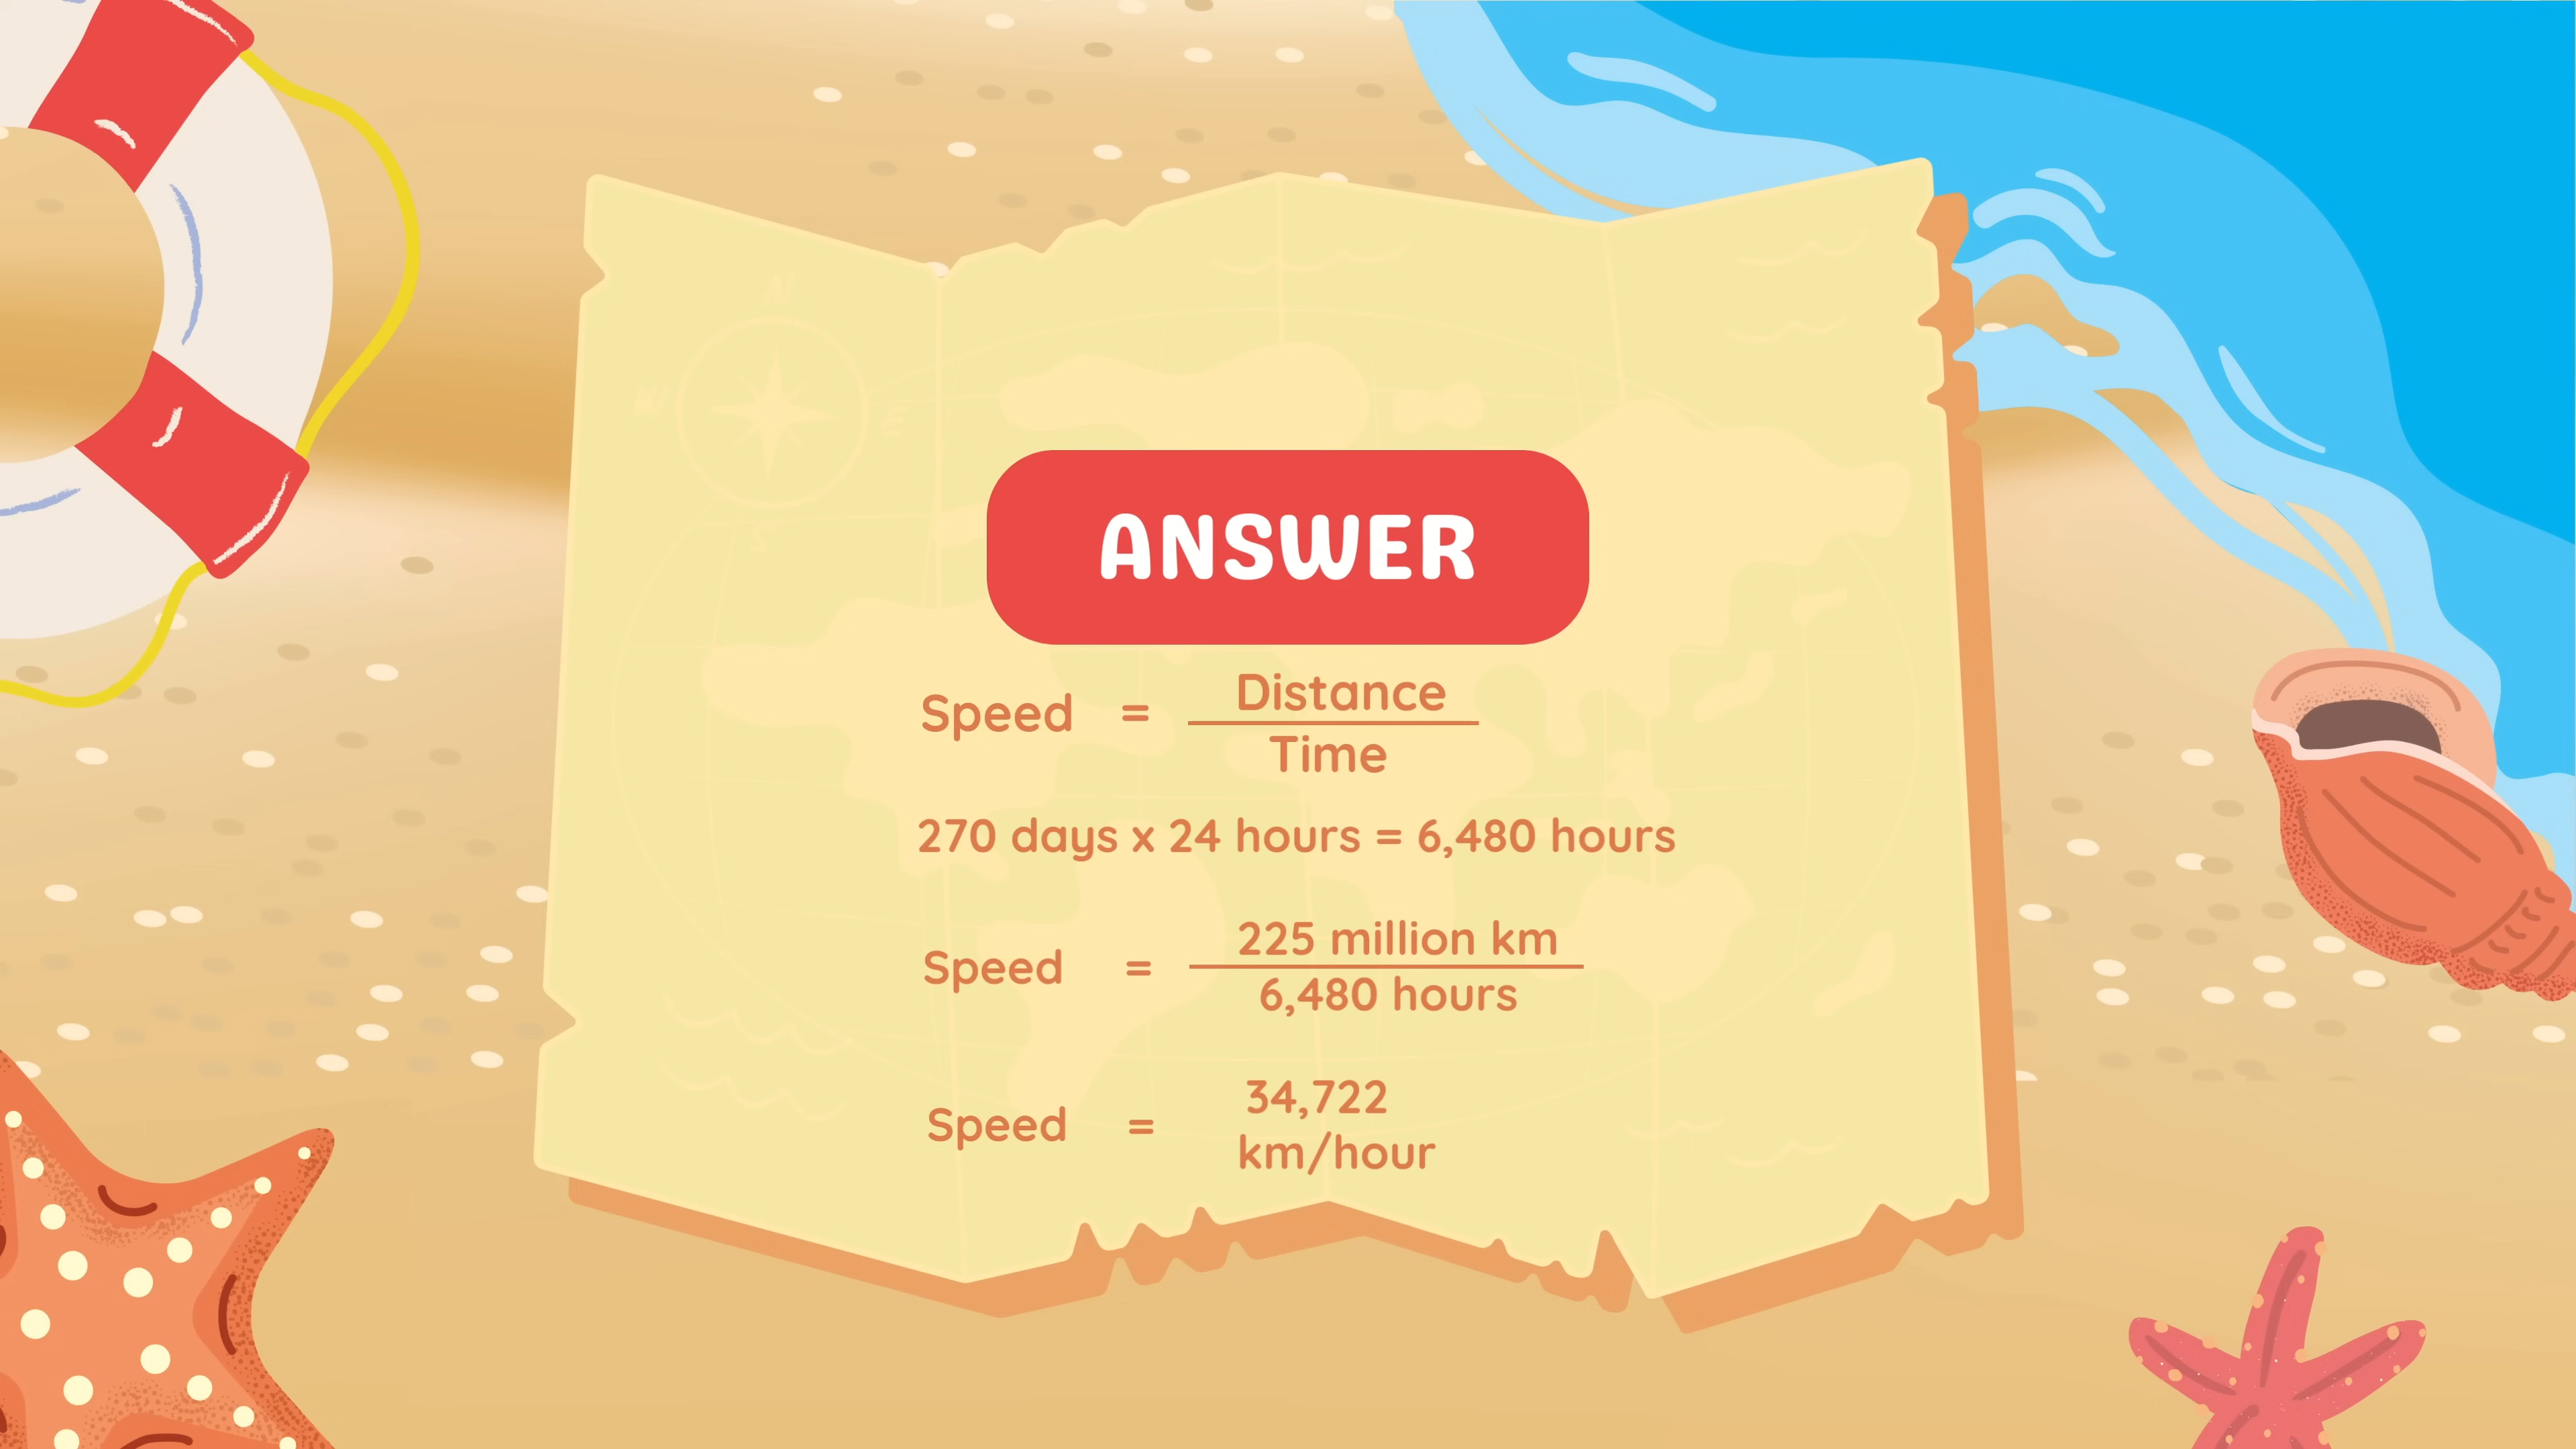 N
W
E
S
ANSWER
Speed = Distance
Time
270 days x 24 hours = 6,480 hours
Speed = 225 million km
6,480 hours
Speed = 34,722
km/hour